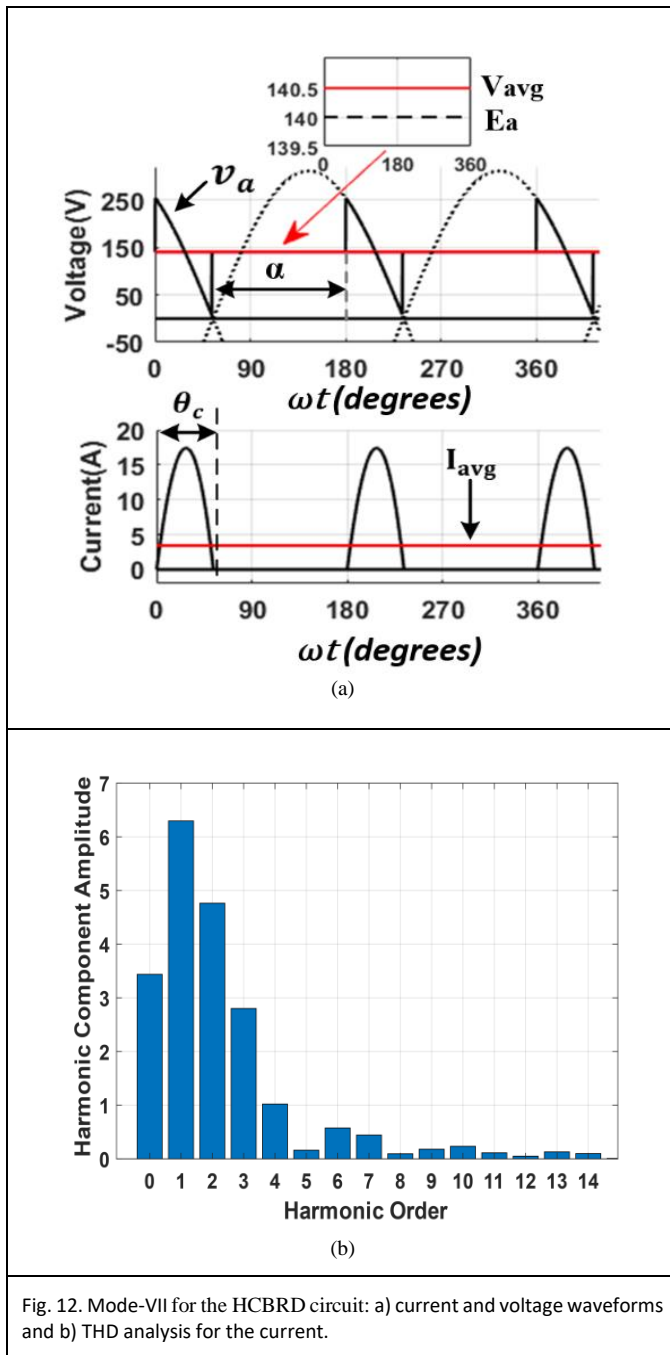 140.5
140
139.5
0 180 360
Vavg
Ea
Voltage(V)
250
150
50
-50
v_a
α
0 90 180 270 360
ωt(degrees)
Current(A)
20
15
10
5
0
θ_c
I_avg
0 90 180 270 360
ωt(degrees)
(a)
Harmonic Component Amplitude
7
6
5
4
3
2
1
0
0 1 2 3 4 5 6 7 8 9 10 11 12 13 14
Harmonic Order
(b)
Fig. 12. Mode-VII for the HCBRD circuit: a) current and voltage waveforms
and b) THD analysis for the current.